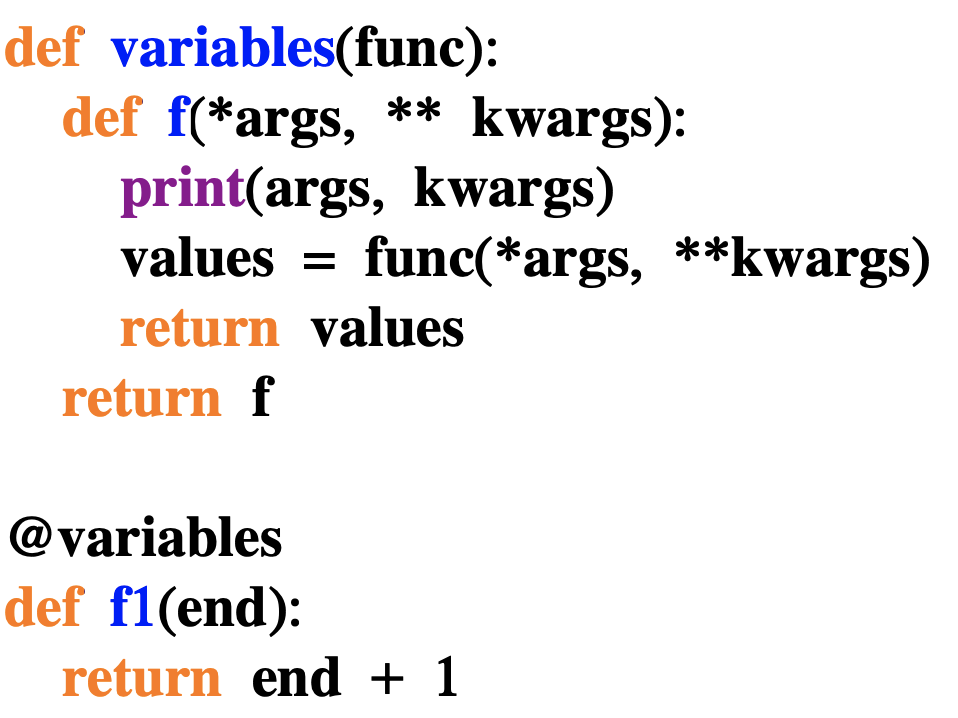 def variables(func):
  def f(*args, ** kwargs):
    print(args, kwargs)
    values = func(*args, **kwargs)
    return values
  return f

@variables
def f1(end):
  return end + 1